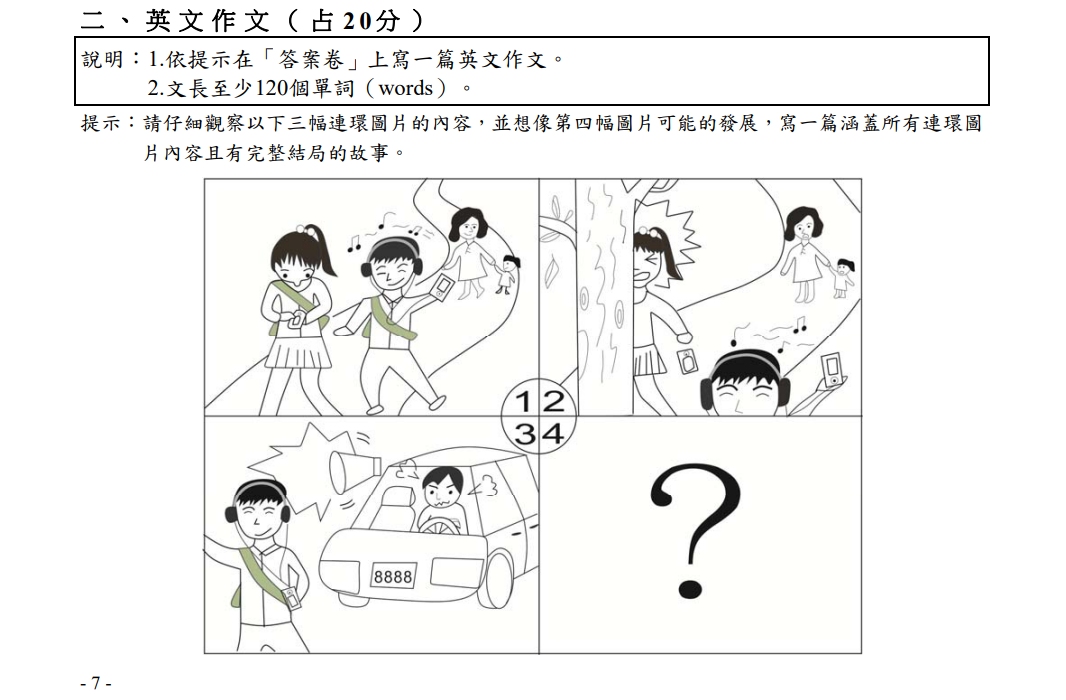 二、英文作文（占20分）
說明：1.依提示在「答案卷」上寫一篇英文作文。
2.文長至少120個單詞（words）。
提示：請仔細觀察以下三幅連環圖片的內容，並想像第四幅圖片可能的發展，寫一篇涵蓋所有連環圖
片內容且有完整結局的故事。
1 2
3 4
8888
?
- 7 -